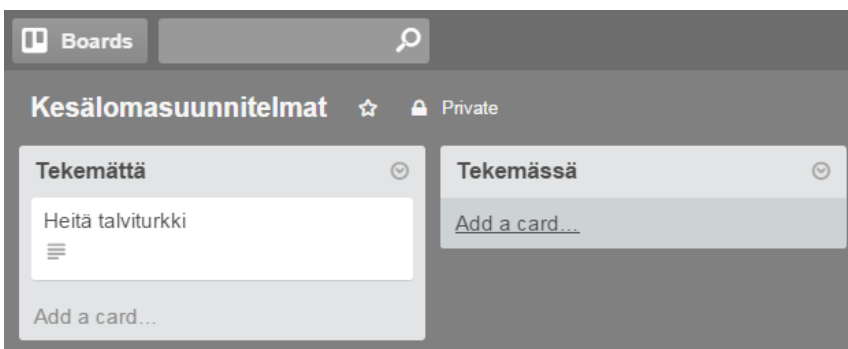 Boards
Kesälomasuunnitelmat Private
Tekemättä
Heitä talviturkki
Add a card...
Tekemässä
Add a card...